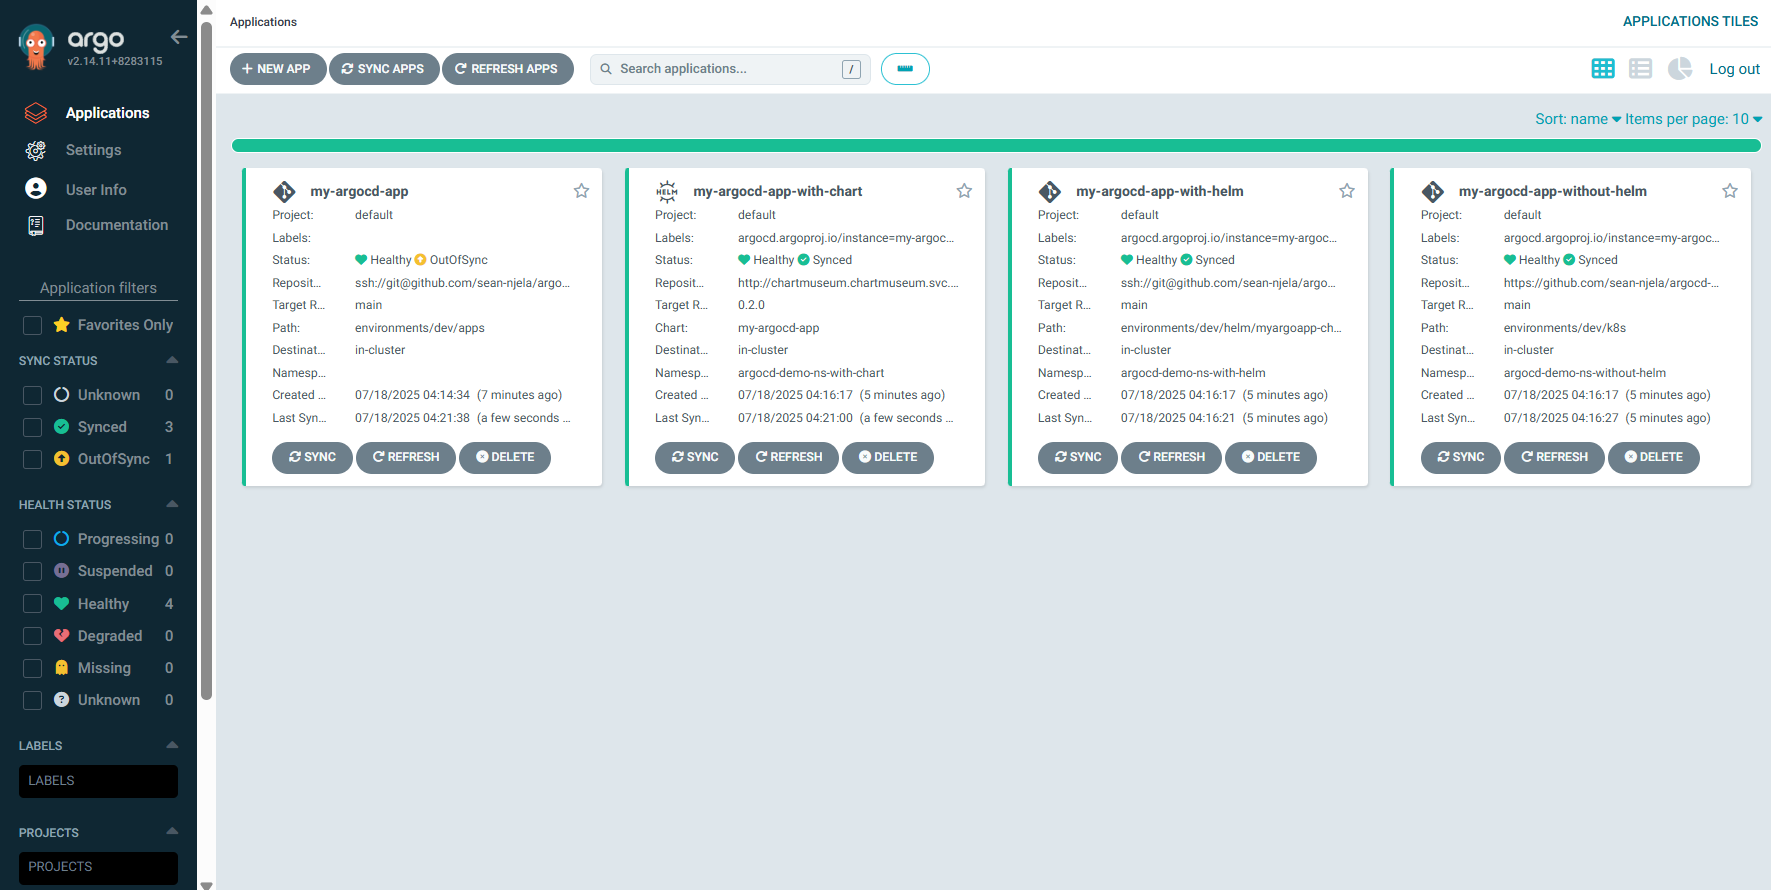 argo
v2.14.11+8283115
Applications
Settings
User Info
Documentation
Application filters
Favorites Only
SYNC STATUS
Unknown 0
Synced 3
OutOfSync 1
HEALTH STATUS
Progressing 0
Suspended 0
Healthy 4
Degraded 0
Missing 0
Unknown 0
LABELS
LABELS
PROJECTS
PROJECTS
Applications
APPLICATIONS TILES
NEW APP SYNC APPS REFRESH APPS Search applications... / Log out
Sort: name Items per page: 10
my-argocd-app
Project: default
Labels:
Status: Healthy OutOfSync
Reposit... ssh://git@github.com/sean-njela/argo...
Target R... main
Path: environments/dev/apps
Destinat... in-cluster
Namesp...
Created ... 07/18/2025 04:14:34 (7 minutes ago)
Last Syn... 07/18/2025 04:21:38 (a few seconds ...
SYNC REFRESH DELETE
HELM my-argocd-app-with-chart
Project: default
Labels: argocd.argoproj.io/instance=my-argoc...
Status: Healthy Synced
Reposit... http://chartmuseum.chartmuseum.svc....
Target R... 0.2.0
Chart: my-argocd-app
Destinat... in-cluster
Namesp... argocd-demo-ns-with-chart
Created ... 07/18/2025 04:16:17 (5 minutes ago)
Last Syn... 07/18/2025 04:21:00 (a few seconds ...
SYNC REFRESH DELETE
my-argocd-app-with-helm
Project: default
Labels: argocd.argoproj.io/instance=my-argoc...
Status: Healthy Synced
Reposit... ssh://git@github.com/sean-njela/argo...
Target R... main
Path: environments/dev/helm/myargoapp-ch...
Destinat... in-cluster
Namesp... argocd-demo-ns-with-helm
Created ... 07/18/2025 04:16:17 (5 minutes ago)
Last Syn... 07/18/2025 04:16:21 (5 minutes ago)
SYNC REFRESH DELETE
my-argocd-app-without-helm
Project: default
Labels: argocd.argoproj.io/instance=my-argoc...
Status: Healthy Synced
Reposit... https://github.com/sean-njela/argocd-...
Target R... main
Path: environments/dev/k8s
Destinat... in-cluster
Namesp... argocd-demo-ns-without-helm
Created ... 07/18/2025 04:16:17 (5 minutes ago)
Last Syn... 07/18/2025 04:16:27 (5 minutes ago)
SYNC REFRESH DELETE